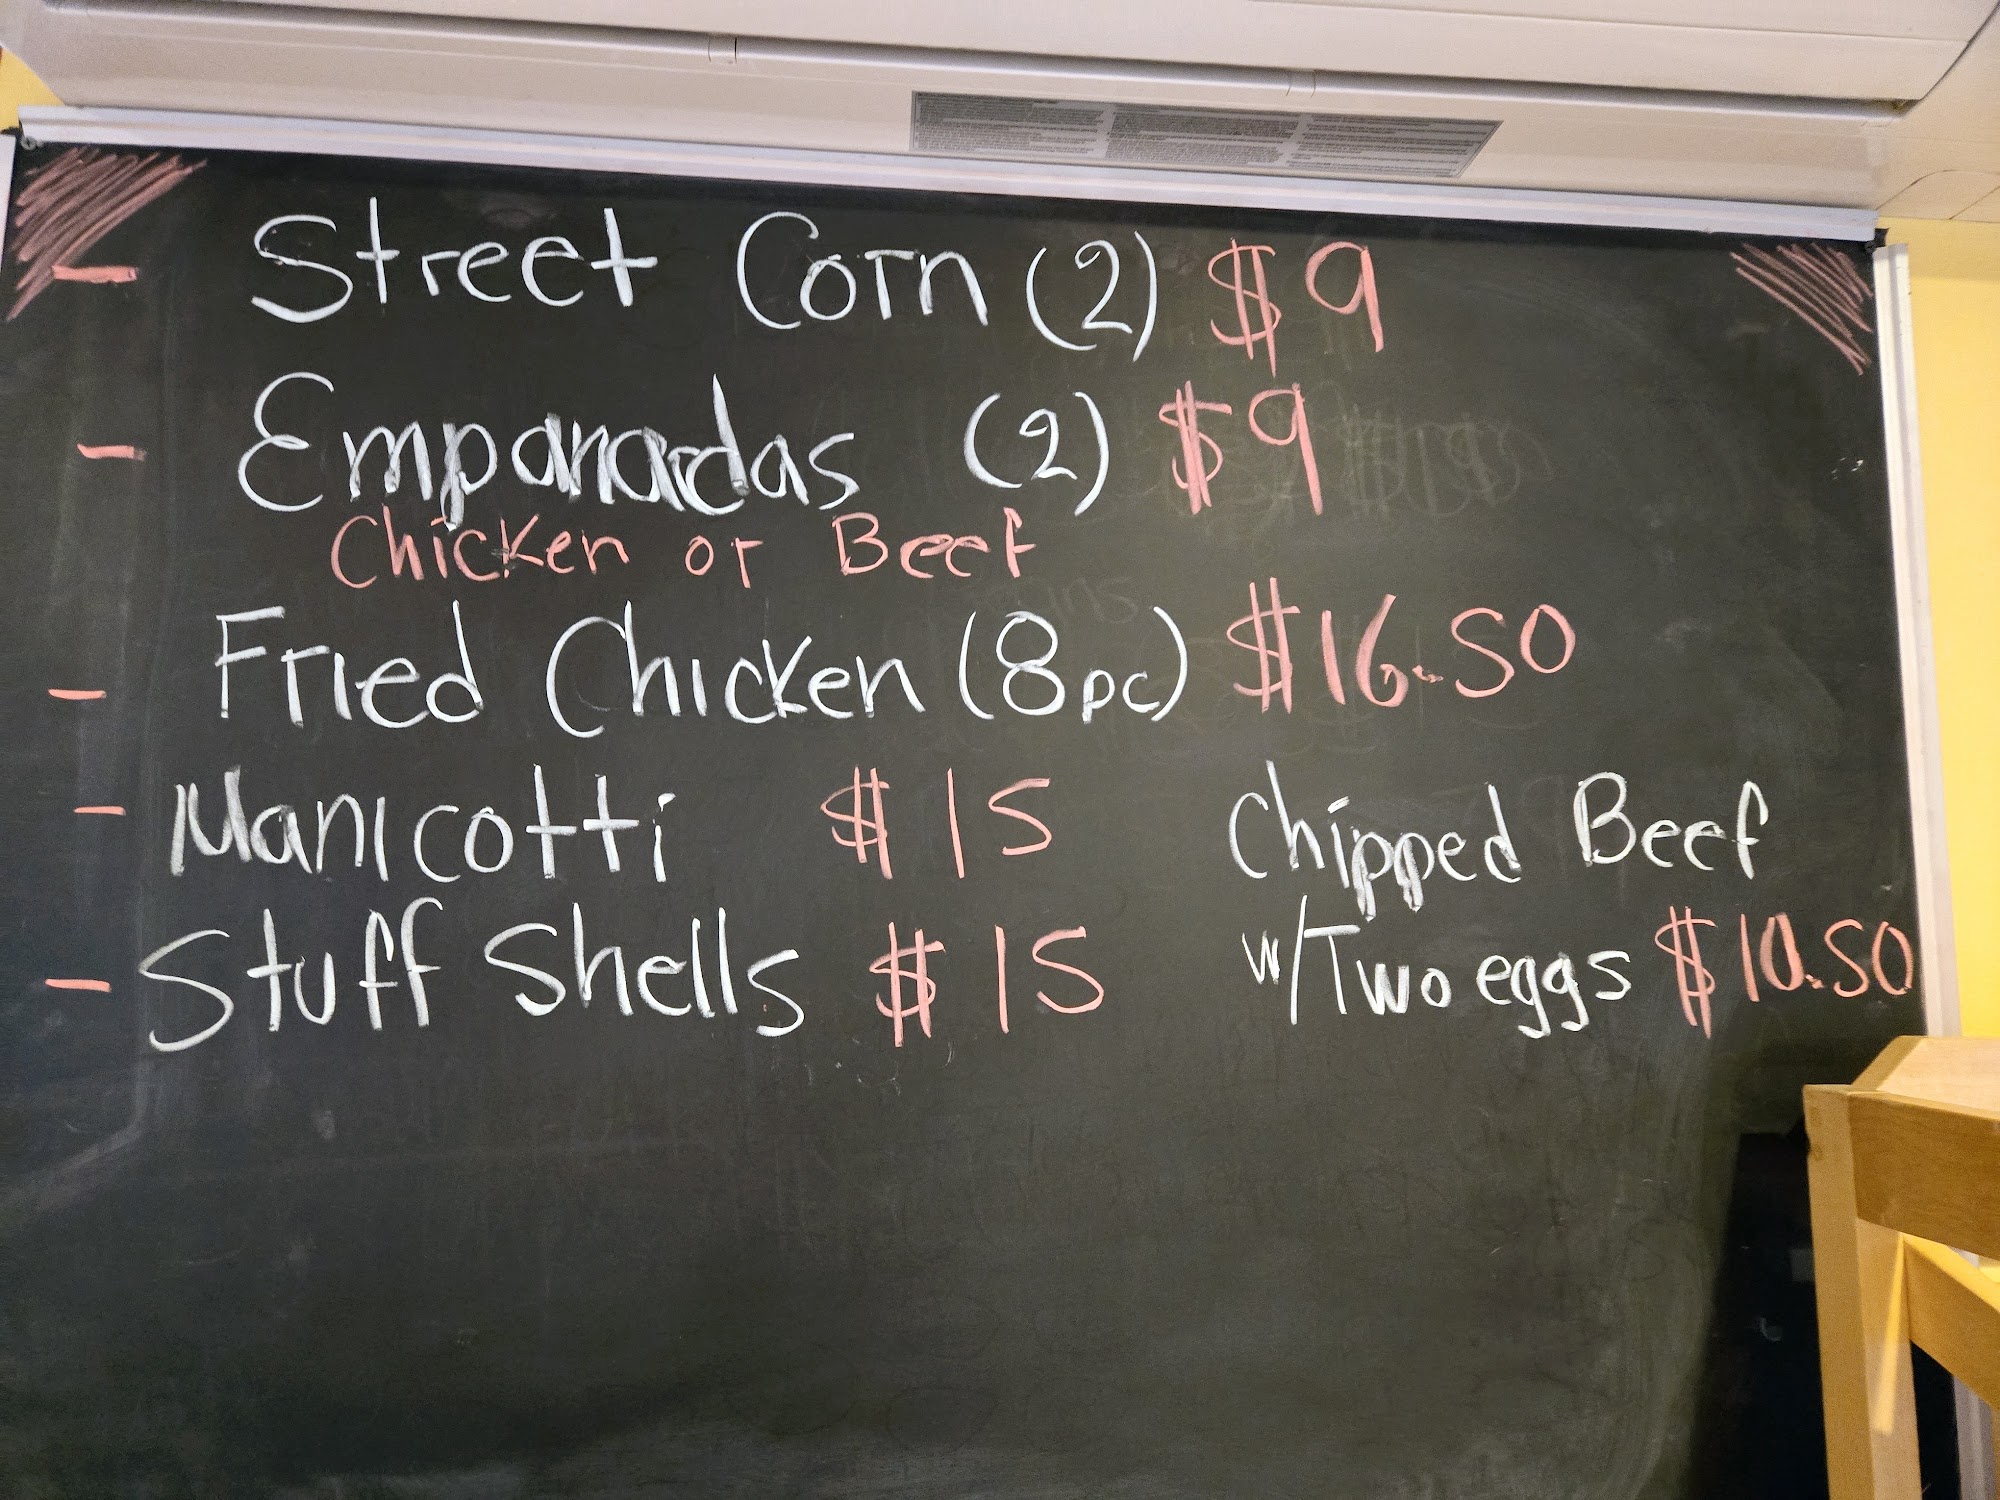 - Street Corn (2) $9
- Empanadas (2) $9
Chicken or Beef
- Fried Chicken (8pc) $16.50
- Manicotti $15
- Stuff Shells $15
Chipped Beef
w/Two eggs $10.50